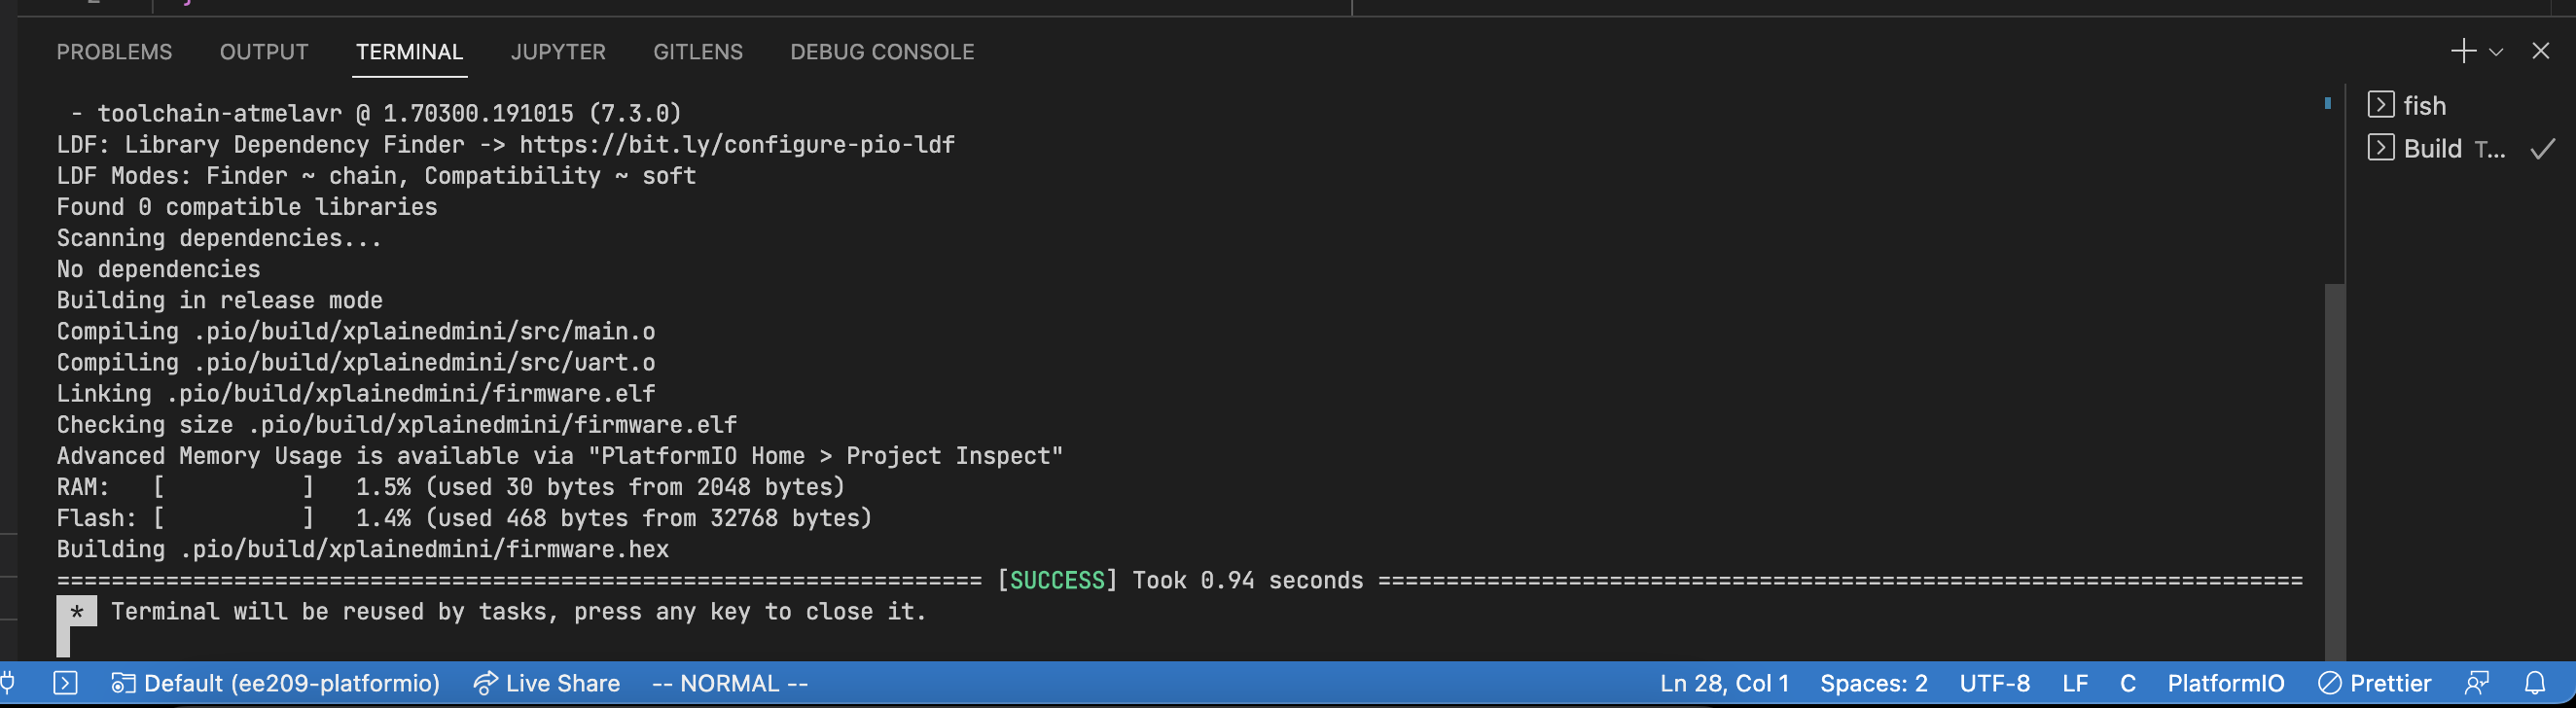 PROBLEMS OUTPUT TERMINAL JUPYTER GITLENS DEBUG CONSOLE
- toolchain-atmelavr @ 1.70300.191015 (7.3.0)
LDF: Library Dependency Finder -> https://bit.ly/configure-pio-ldf
LDF Modes: Finder ~ chain, Compatibility ~ soft
Found 0 compatible libraries
Scanning dependencies...
No dependencies
Building in release mode
Compiling .pio/build/xplainedmini/src/main.o
Compiling .pio/build/xplainedmini/src/uart.o
Linking .pio/build/xplainedmini/firmware.elf
Checking size .pio/build/xplainedmini/firmware.elf
Advanced Memory Usage is available via "PlatformIO Home > Project Inspect"
RAM:   [          ]   1.5% (used 30 bytes from 2048 bytes)
Flash: [          ]   1.4% (used 468 bytes from 32768 bytes)
Building .pio/build/xplainedmini/firmware.hex
==================================================================== [SUCCESS] Took 0.94 seconds ====================================================================
* Terminal will be reused by tasks, press any key to close it.
fish
Build T...
Default (ee209-platformio) Live Share -- NORMAL -- Ln 28, Col 1 Spaces: 2 UTF-8 LF C PlatformIO Prettier